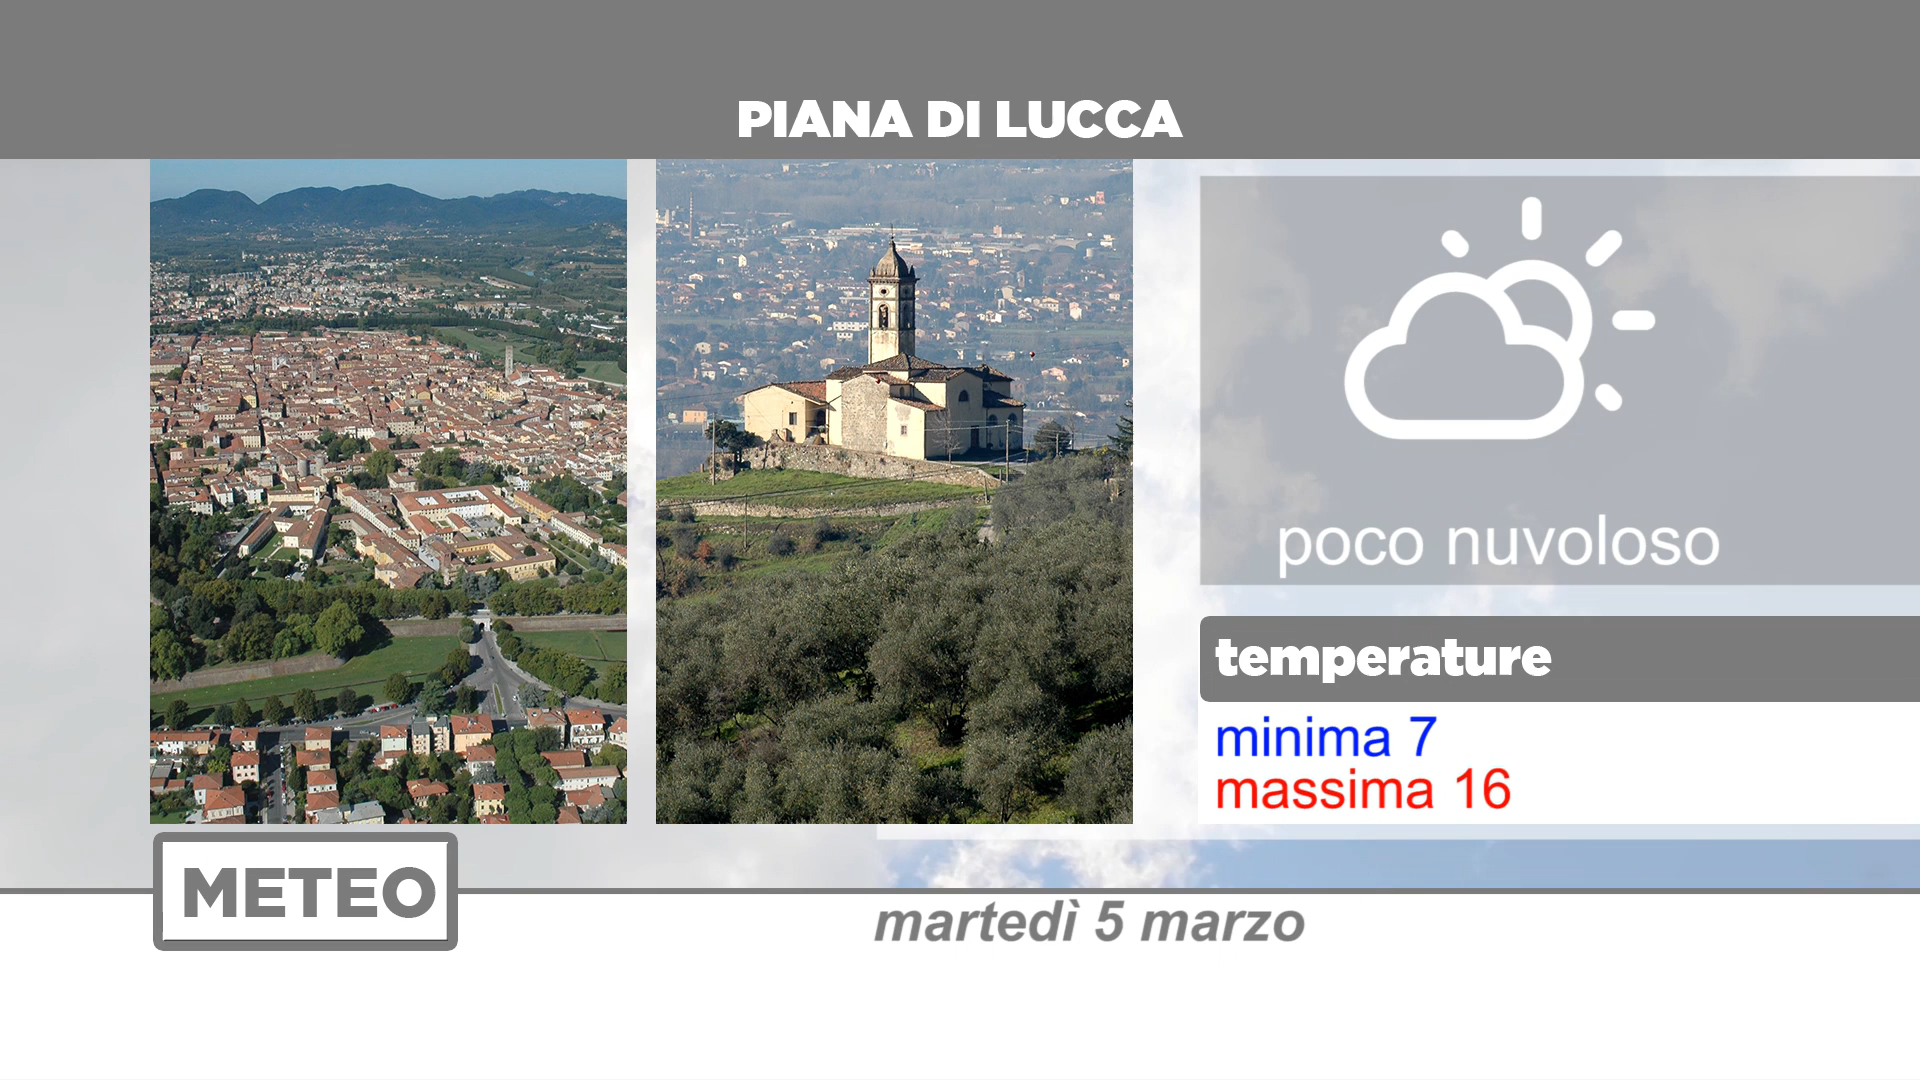 PIANA DI LUCCA
poco nuvoloso
temperature
minima 7
massima 16
METEO
martedì 5 marzo